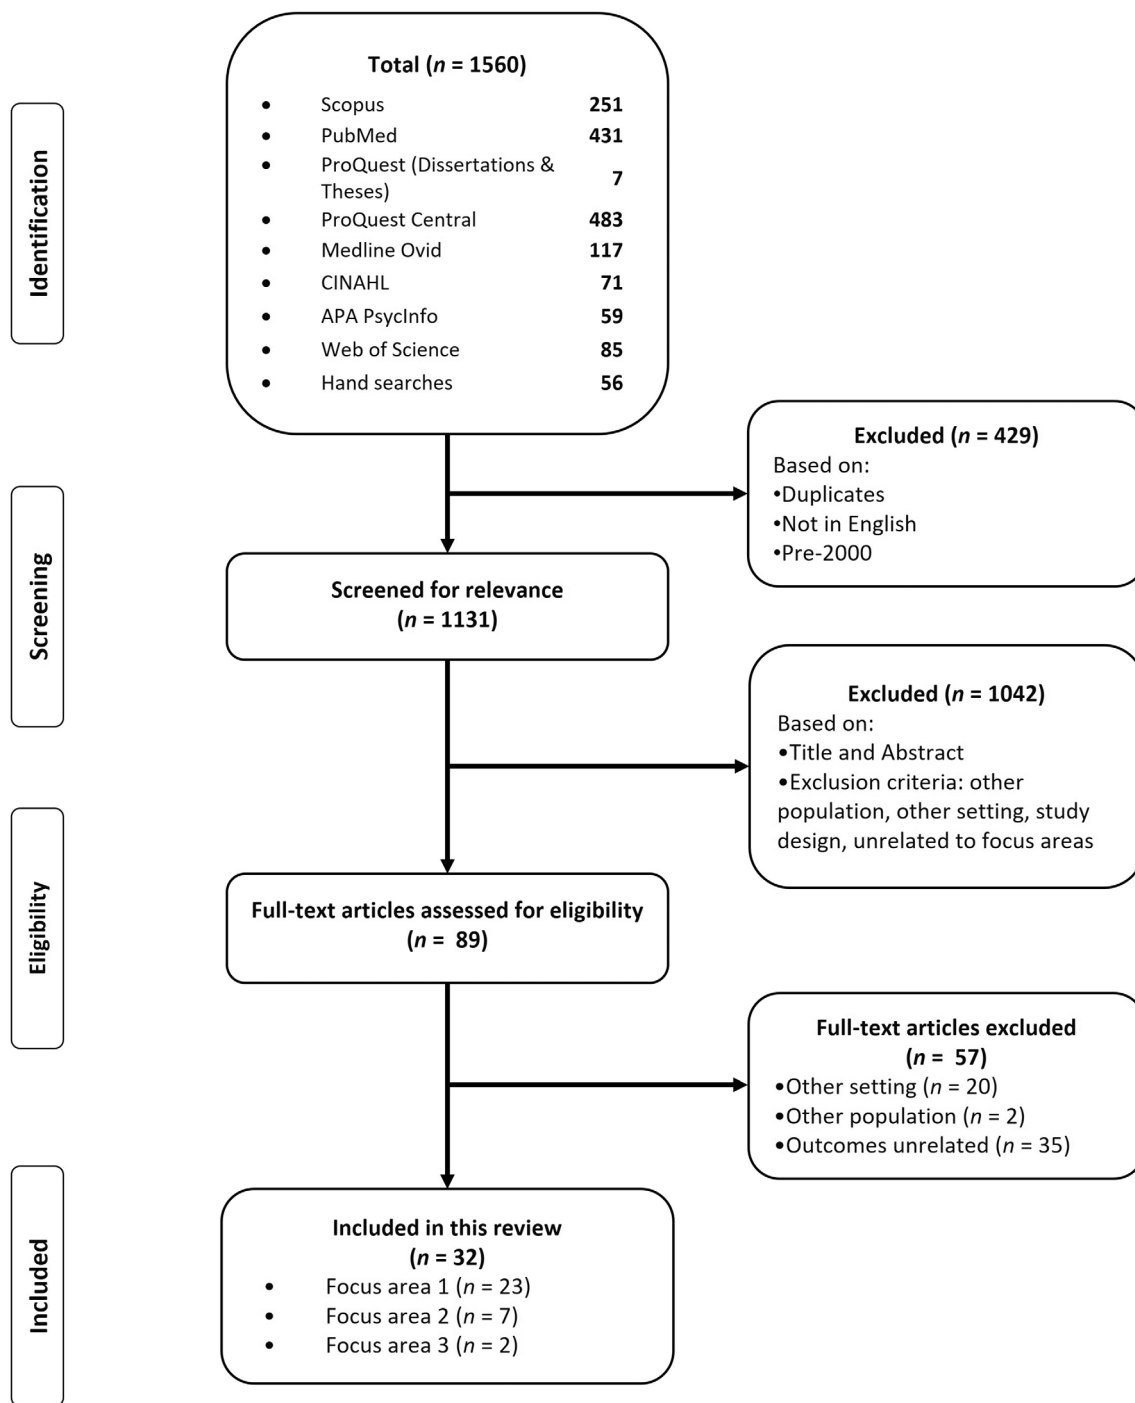 Identification
Total (n = 1560)
• Scopus 251
• PubMed 431
• ProQuest (Dissertations &
Theses) 7
• ProQuest Central 483
• Medline Ovid 117
• CINAHL 71
• APA PsycInfo 59
• Web of Science 85
• Hand searches 56
Excluded (n = 429)
Based on:
•Duplicates
•Not in English
•Pre-2000
Screening
Screened for relevance
(n = 1131)
Excluded (n = 1042)
Based on:
•Title and Abstract
•Exclusion criteria: other
population, other setting, study
design, unrelated to focus areas
Eligibility
Full-text articles assessed for eligibility
(n = 89)
Full-text articles excluded
(n = 57)
•Other setting (n = 20)
•Other population (n = 2)
•Outcomes unrelated (n = 35)
Included
Included in this review
(n = 32)
• Focus area 1 (n = 23)
• Focus area 2 (n = 7)
• Focus area 3 (n = 2)